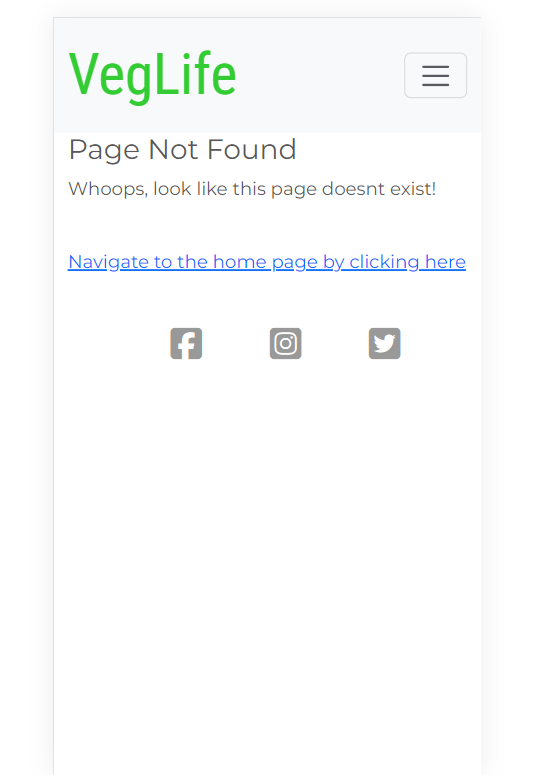 VegLife
Page Not Found
Whoops, look like this page doesnt exist!
Navigate to the home page by clicking here